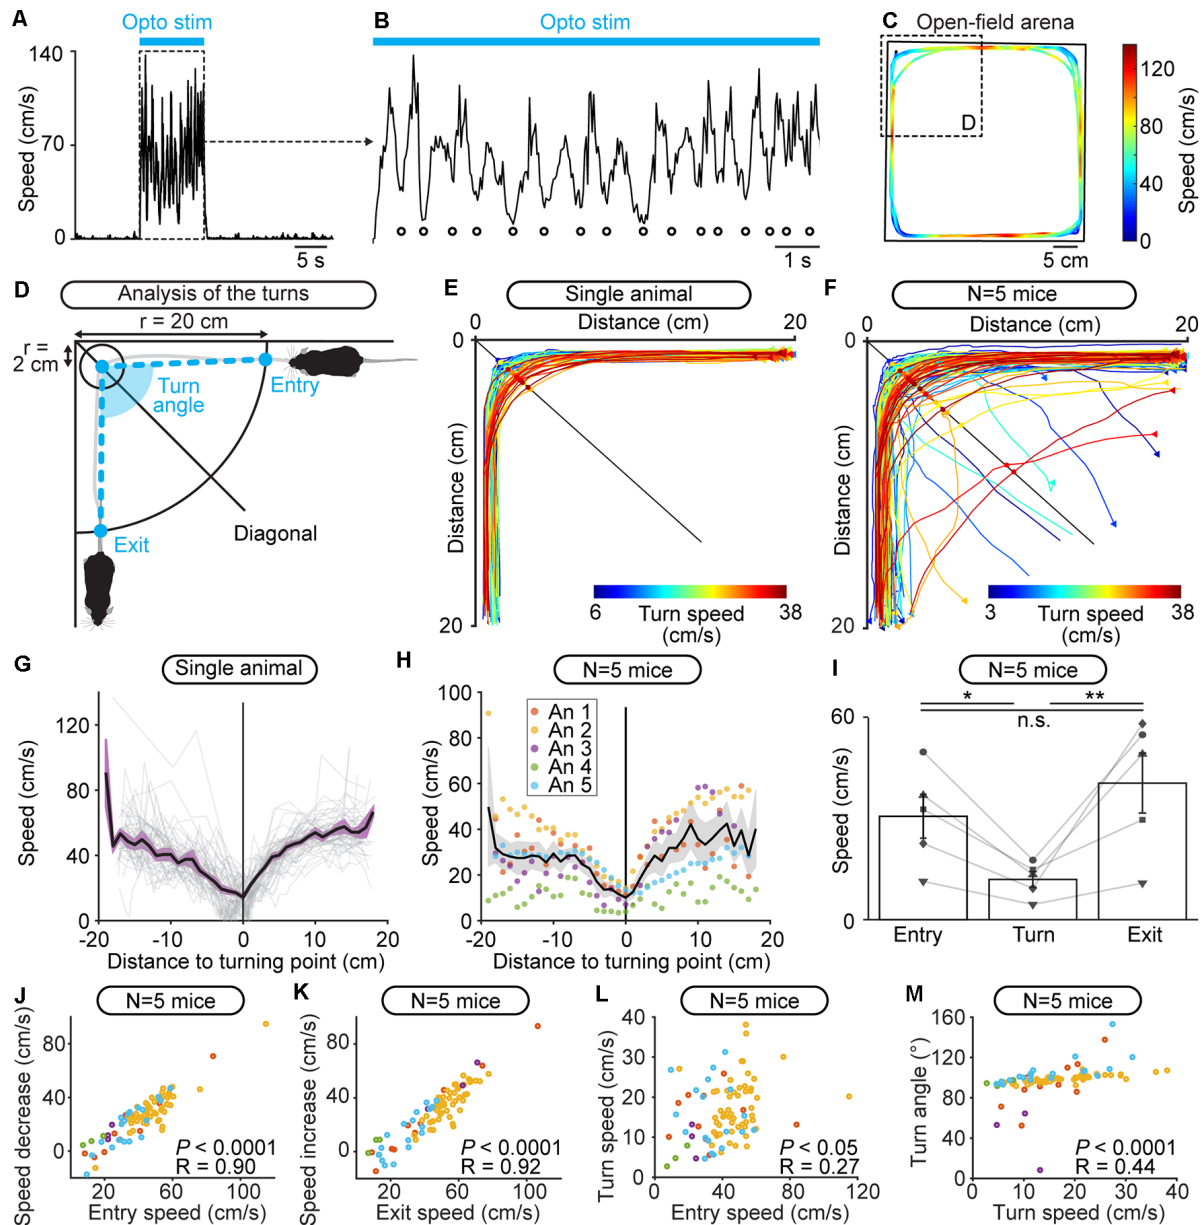 A
Opto stim
140
70
0
Speed (cm/s)
5 s
B
Opto stim
1 s
C
Open-field arena
D
5 cm
120
80
40
0
Speed (cm/s)
D
Analysis of the turns
r = 20 cm
r =
2 cm
Turn
angle
Entry
Exit
Diagonal
E
Single animal
0
Distance (cm)
20
Distance (cm)
20
6
Turn speed
(cm/s)
38
F
N=5 mice
0
Distance (cm)
20
0
Distance (cm)
20
3
Turn speed
(cm/s)
38
G
Single animal
120
80
40
0
Speed (cm/s)
-20
-10
0
10
20
Distance to turning point (cm)
H
N=5 mice
100
80
60
40
20
0
Speed (cm/s)
An 1
An 2
An 3
An 4
An 5
-20
-10
0
10
20
Distance to turning point (cm)
I
N=5 mice
*
**
n.s.
60
0
Speed (cm/s)
Entry
Turn
Exit
J
N=5 mice
80
40
0
Speed decrease (cm/s)
P < 0.0001
R = 0.90
0
60
120
Entry speed (cm/s)
K
N=5 mice
80
40
0
Speed increase (cm/s)
P < 0.0001
R = 0.92
0
60
120
Exit speed (cm/s)
L
N=5 mice
40
30
20
10
0
Turn speed (cm/s)
P < 0.05
R = 0.27
0
40
80
120
Entry speed (cm/s)
M
N=5 mice
160
120
80
40
0
Turn angle (°)
P < 0.0001
R = 0.44
0
10
20
30
40
Turn speed (cm/s)